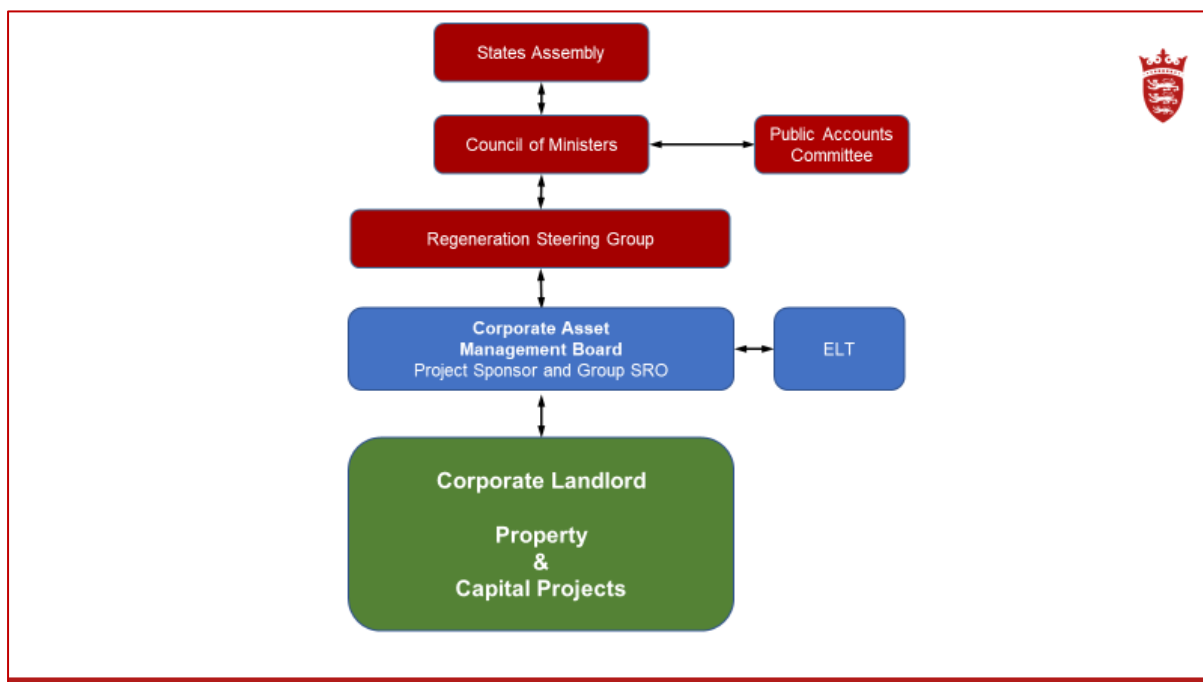 States Assembly
Council of Ministers
Public Accounts
Committee
Regeneration Steering Group
Corporate Asset
Management Board
Project Sponsor and Group SRO
ELT
Corporate Landlord
Property
&
Capital Projects